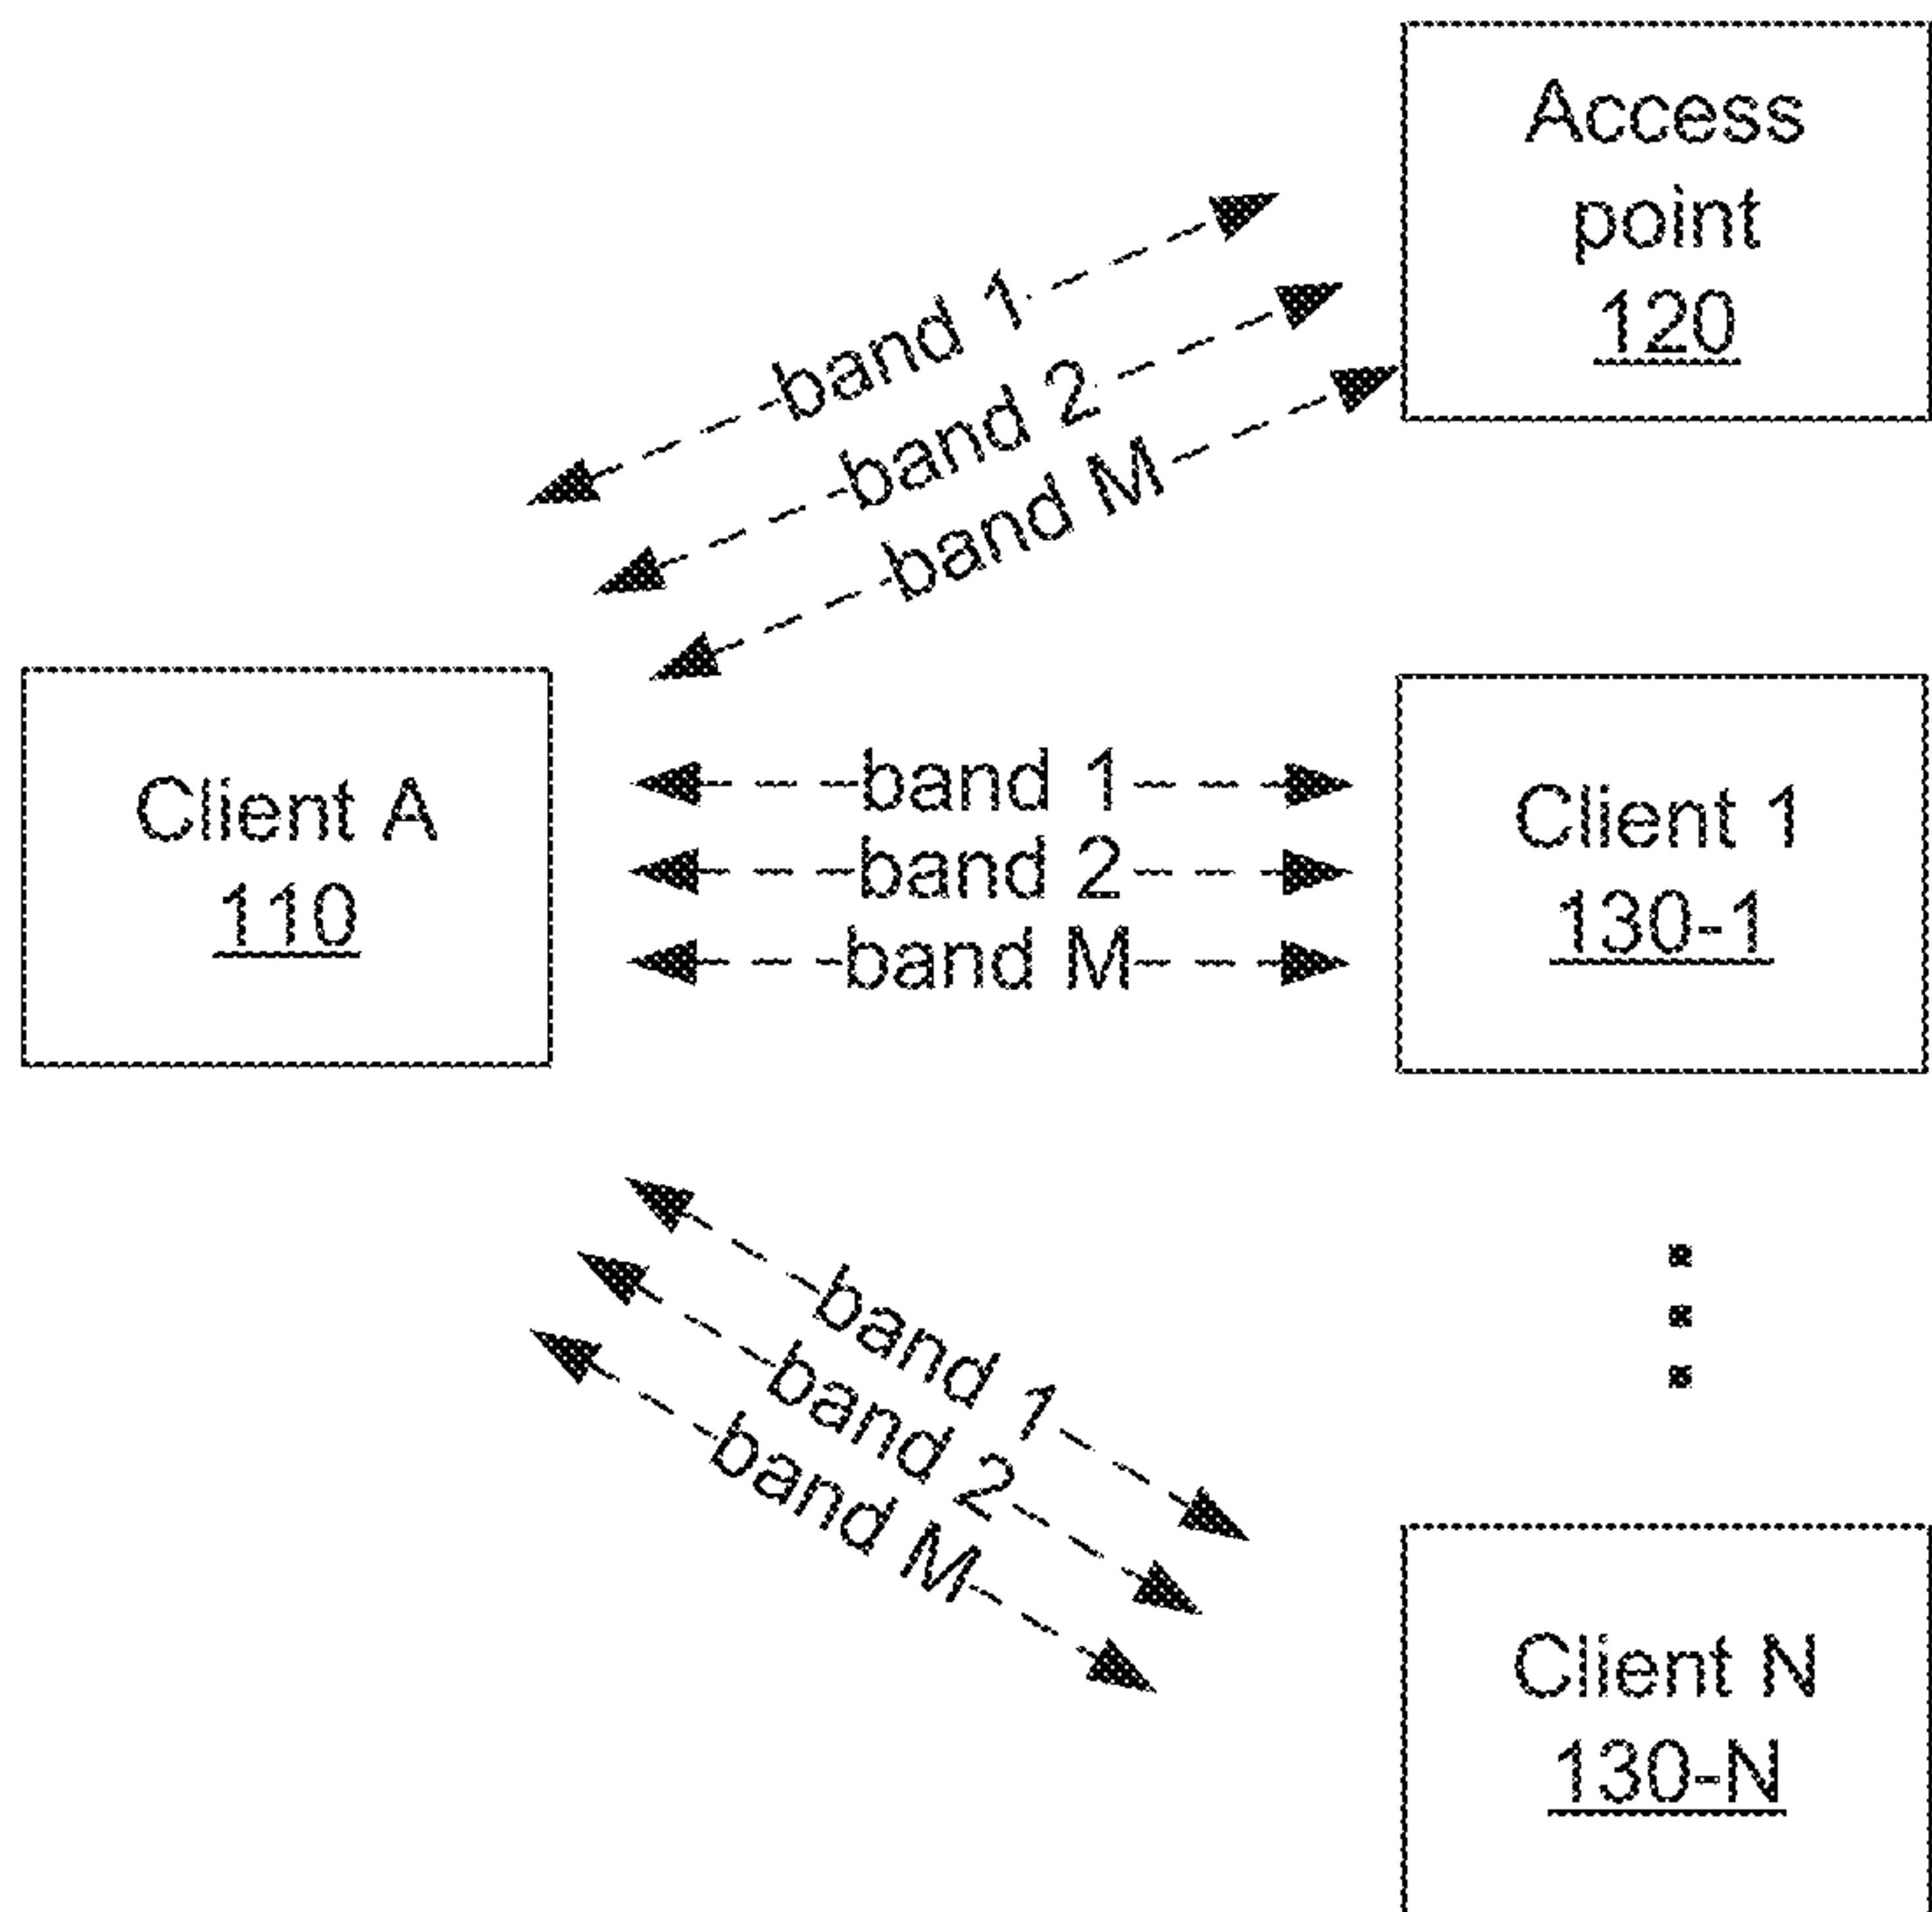 Access
point
120
band 1
band 2
band M
Client A
110
band 1
band 2
band M
Client 1
130-1
band 1
band 2
band M
Client N
130-N